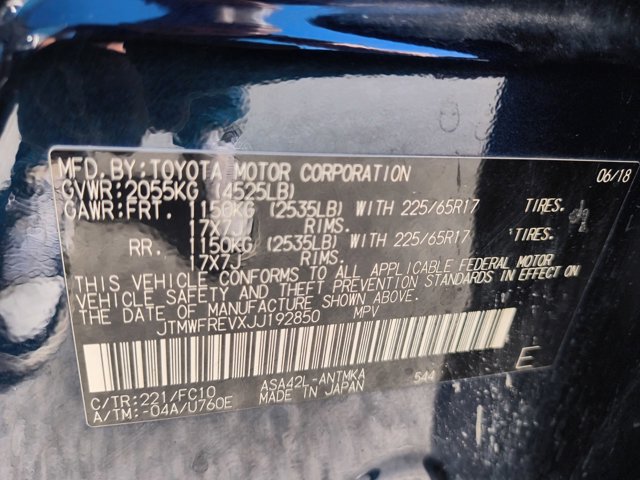 MFD.BY:TOYOTA MOTOR CORPORATION 06/18
GVWR:2055KG (4525LB)
GAWR:FRT. 1150KG (2535LB) WITH 225/65R17 TIRES.
17X7J RIMS.
RR. 1150KG (2535LB) WITH 225/65R17 TIRES.
17X7J RIMS.
THIS VEHICLE CONFORMS TO ALL APPLICABLE FEDERAL MOTOR
VEHICLE SAFETY AND THEFT PREVENTION STANDARDS IN EFFECT ON
THE DATE OF MANUFACTURE SHOWN ABOVE.
JTMWFREVXJJ192850 MPV
C/TR:221/FC10 ASA42L-ANTMKA 544 E
A/TM:-04A/U760E MADE IN JAPAN